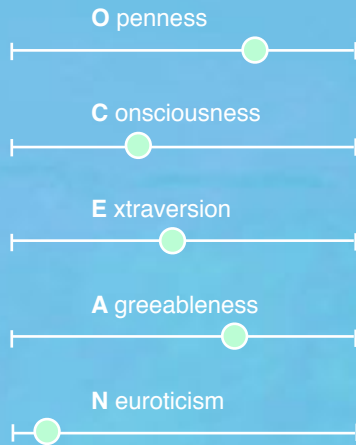 O penness
C onsciousness
E xtraversion
A greeableness
N euroticism